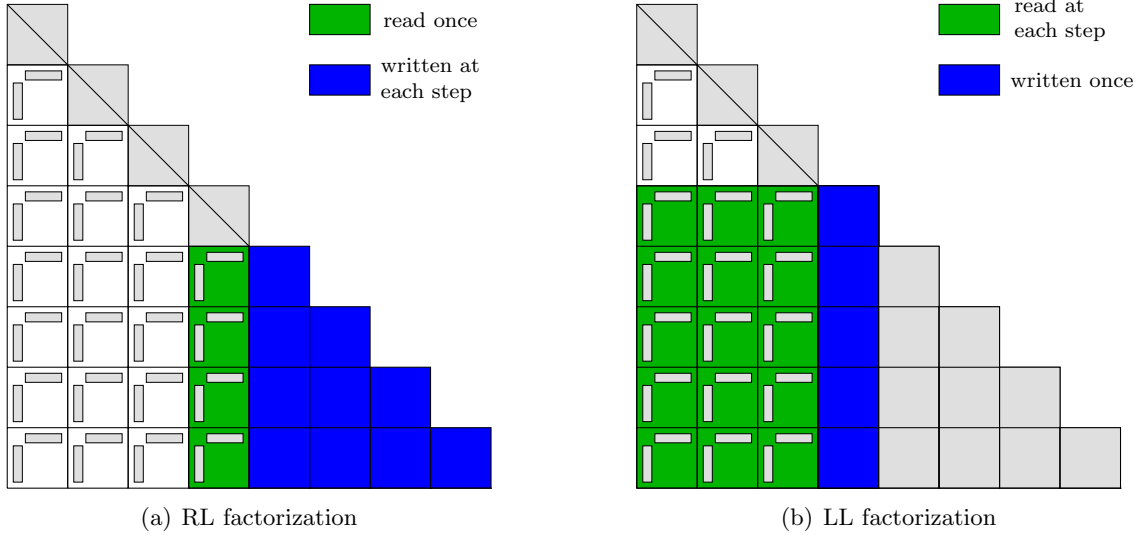 read once
written at
each step
(a) RL factorization
read at
each step
written once
(b) LL factorization